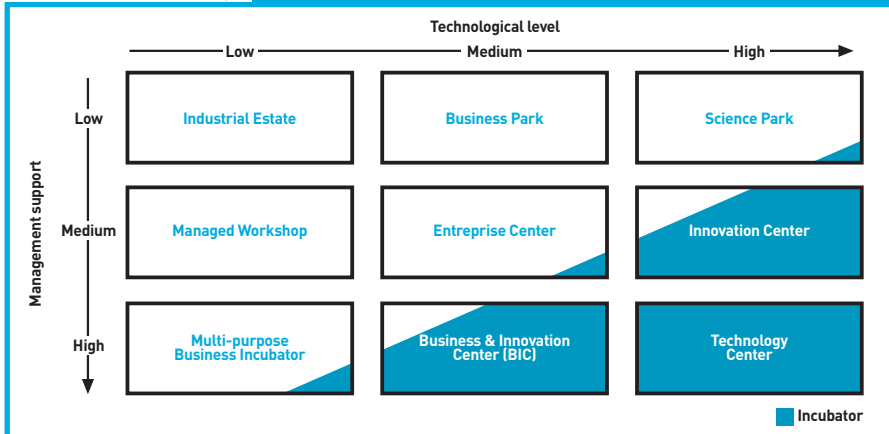 Technological level
Low
Medium
High
Low
Industrial Estate
Business Park
Science Park
Management support
Medium
Managed Workshop
Entreprise Center
Innovation Center
High
Multi-purpose
Business Incubator
Business & Innovation
Center (BIC)
Technology
Center
Incubator